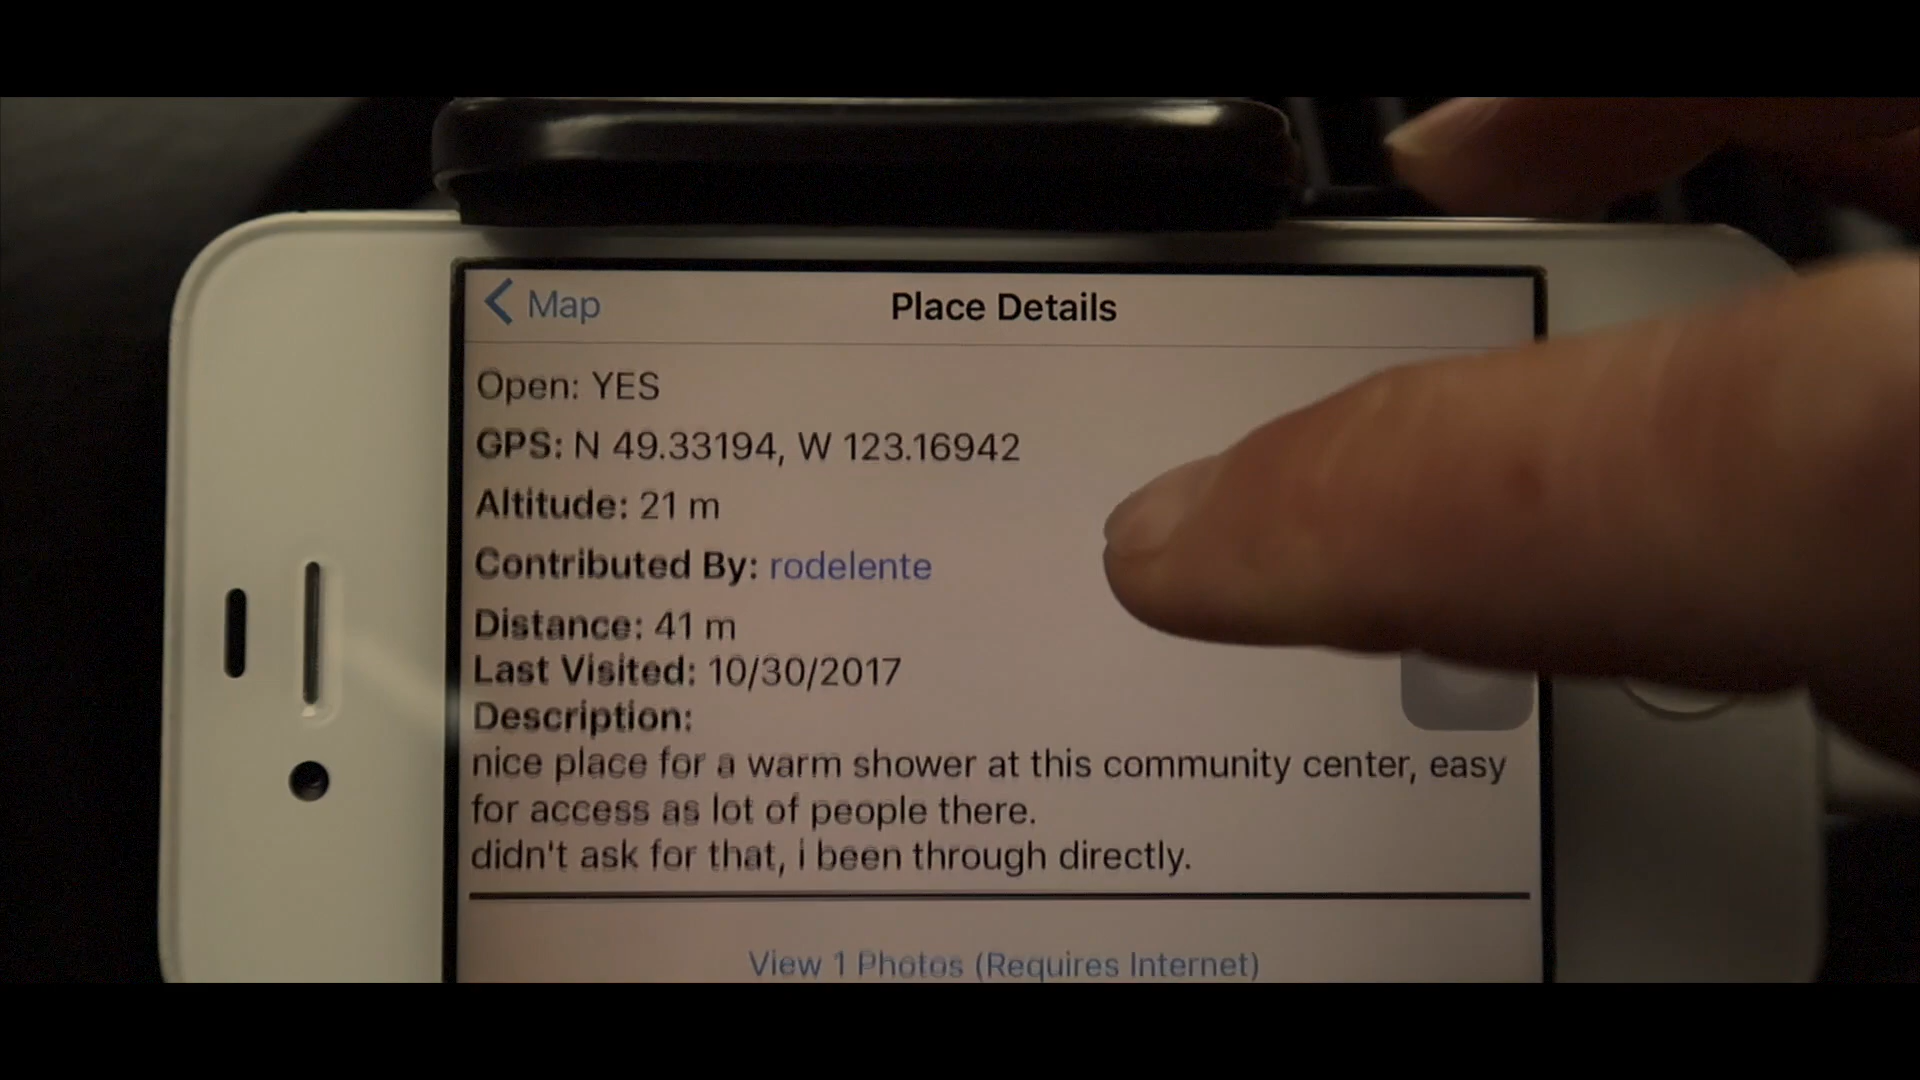 Map
Place Details
Open: YES
GPS: N 49.33194, W 123.16942
Altitude: 21 m
Contributed By: rodelente
Distance: 41 m
Last Visited: 10/30/2017
Description:
nice place for a warm shower at this community center, easy
for access as lot of people there.
didn't ask for that, i been through directly.
View 1 Photos (Requires Internet)